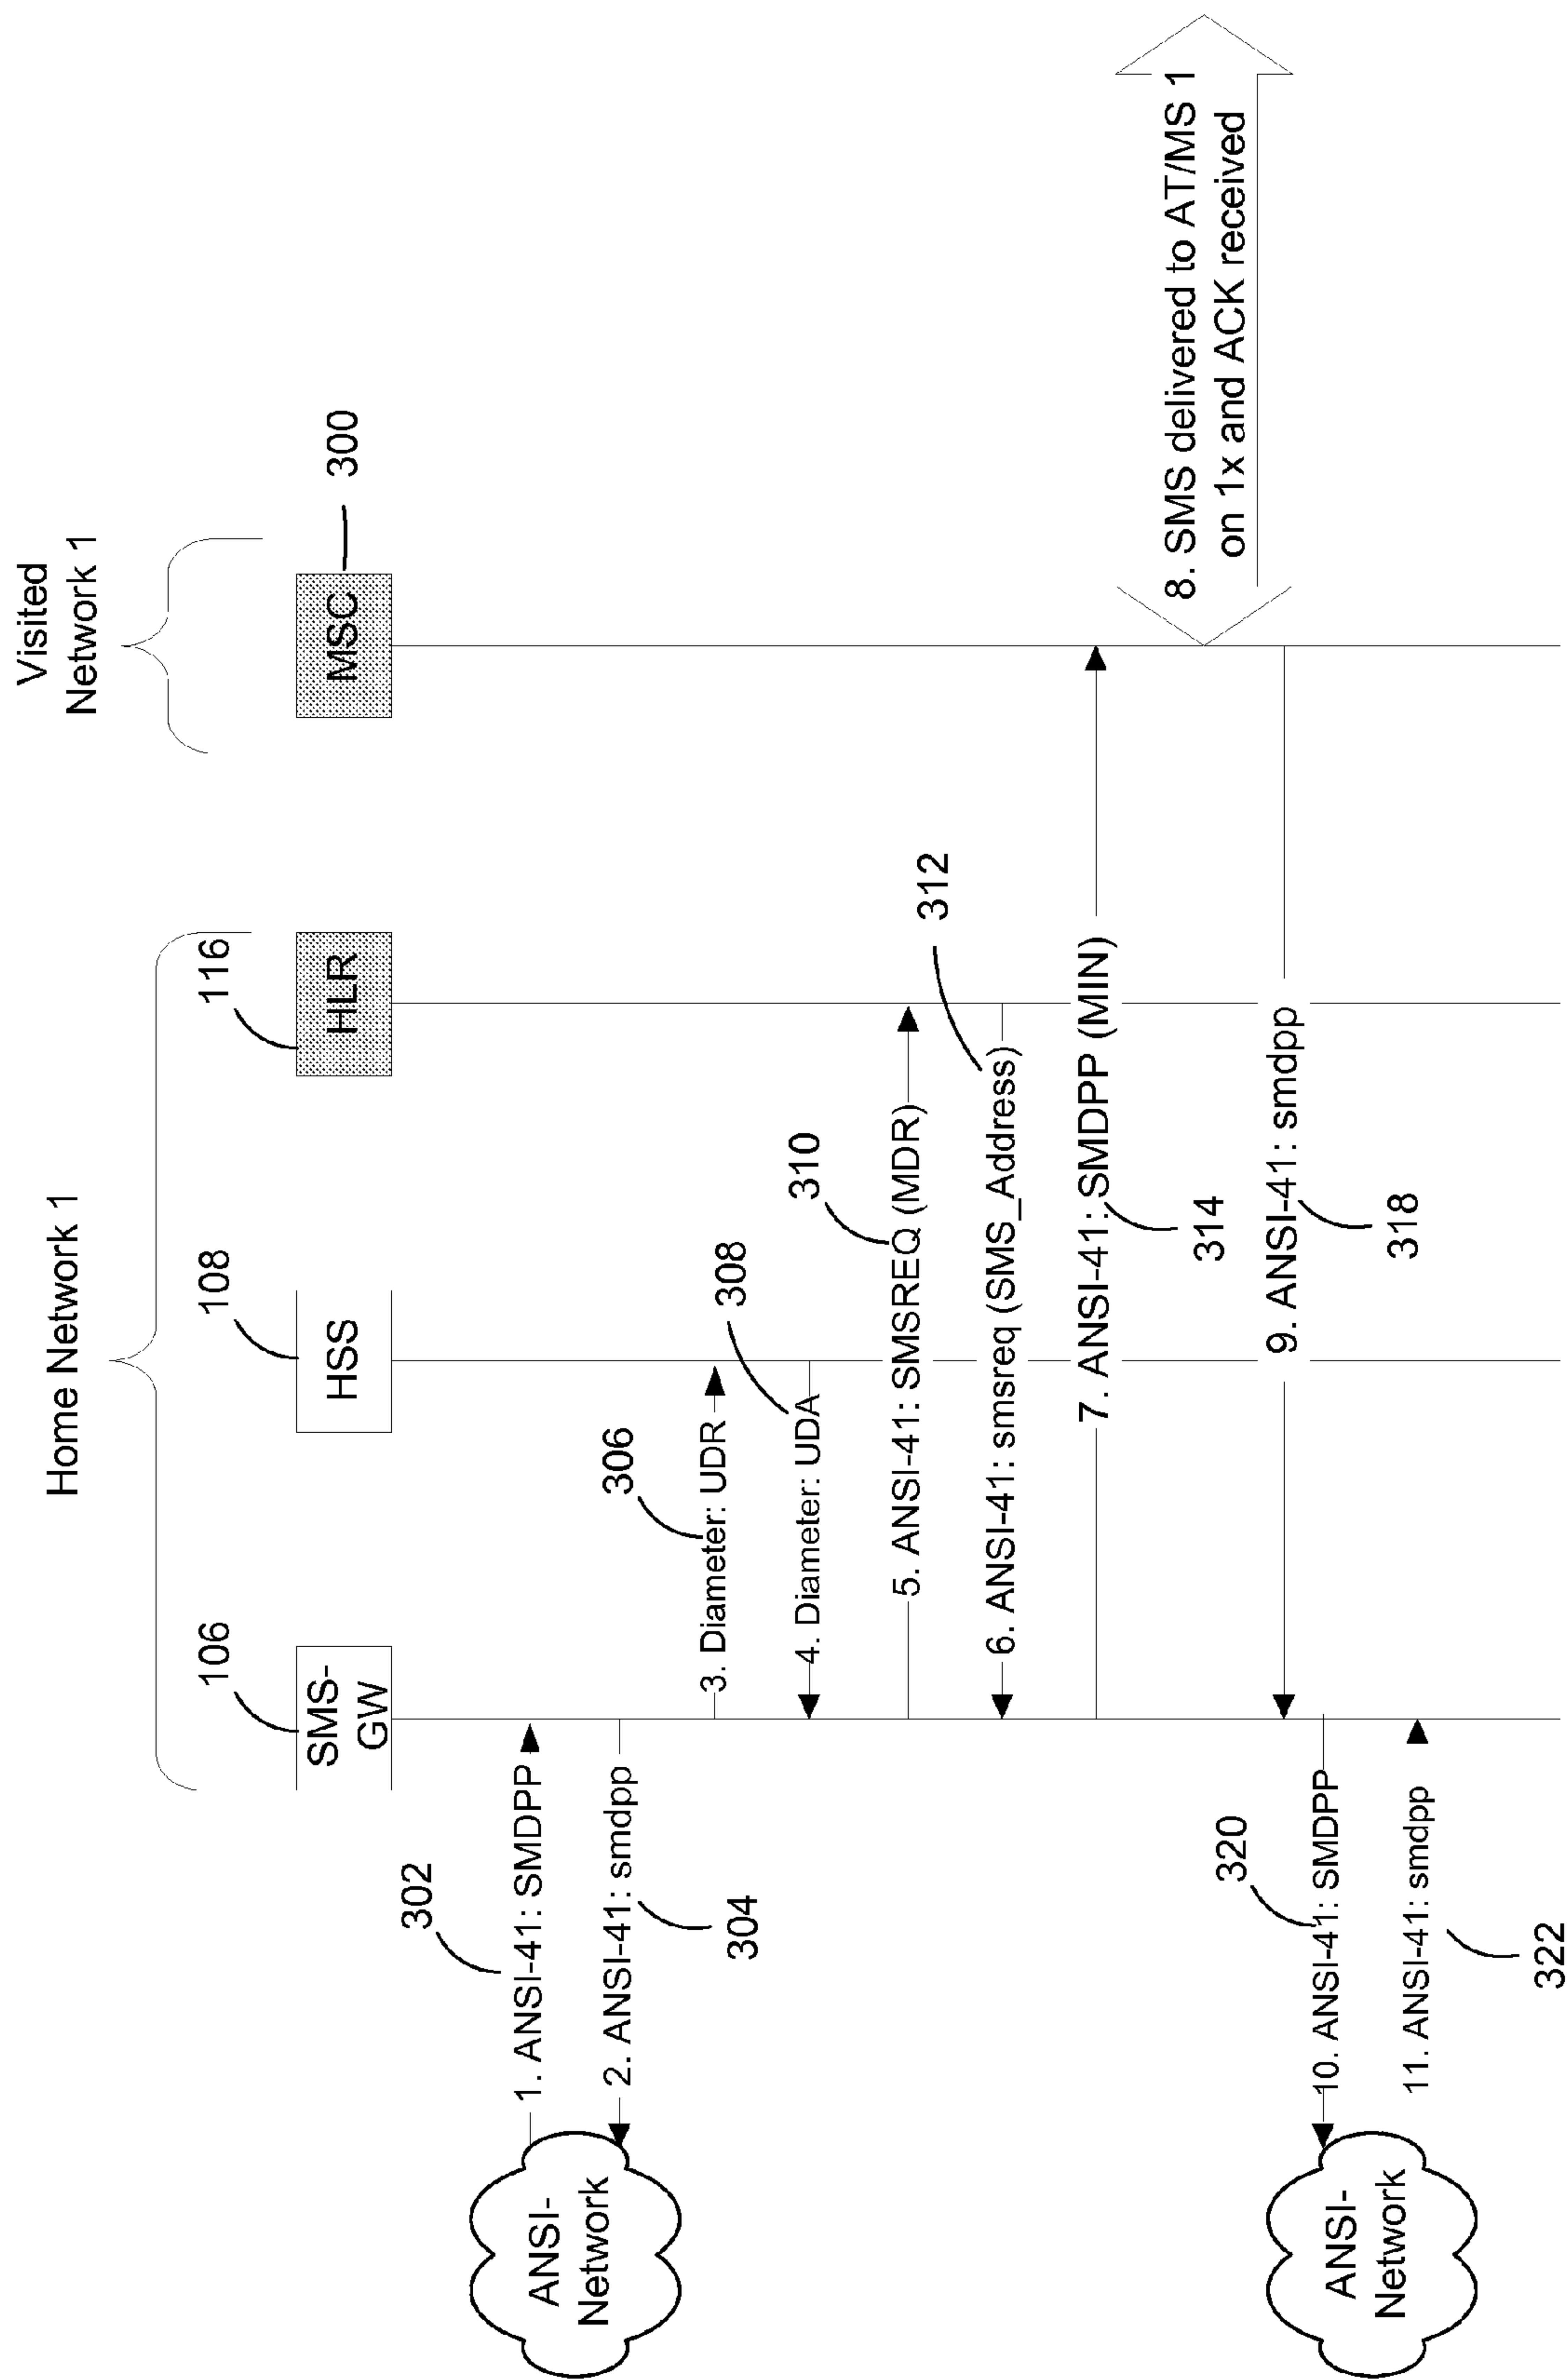 Home Network 1
Visited
Network 1
106
108
116
300
SMS-
GW
HSS
HLR
MSC
302
1. ANSI-41: SMDPP
ANSI-
Network
2. ANSI-41: smdpp
304
306
3. Diameter: UDR
308
4. Diameter: UDA
310
5. ANSI-41: SMSREQ (MDR)
312
6. ANSI-41: smsreq (SMS_Address)
7. ANSI-41: SMDPP (MIN)
314
8. SMS delivered to AT/MS 1
on 1x and ACK received
9. ANSI-41: smdpp
318
320
10. ANSI-41: SMDPP
ANSI-
Network
11. ANSI-41: smdpp
322